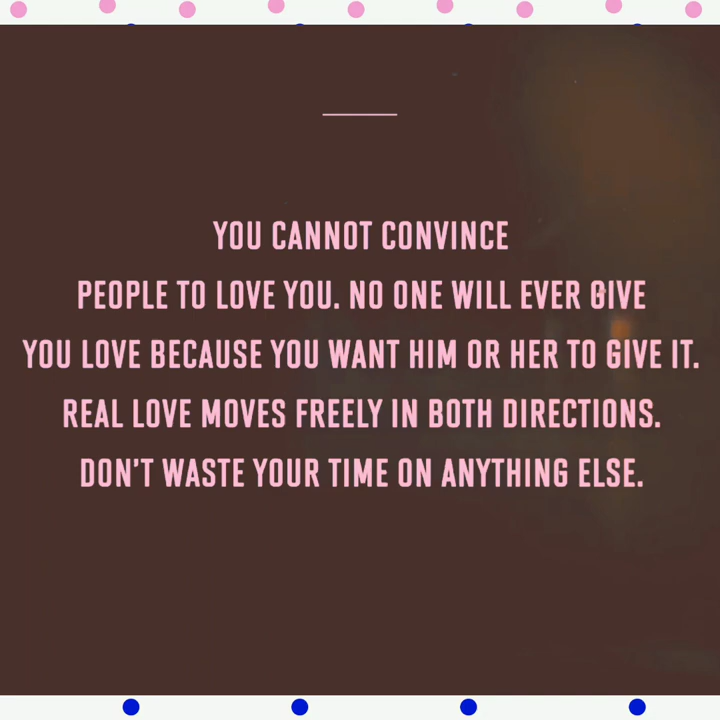 YOU CANNOT CONVINCE
PEOPLE TO LOVE YOU. NO ONE WILL EVER GIVE
YOU LOVE BECAUSE YOU WANT HIM OR HER TO GIVE IT.
REAL LOVE MOVES FREELY IN BOTH DIRECTIONS.
DON'T WASTE YOUR TIME ON ANYTHING ELSE.